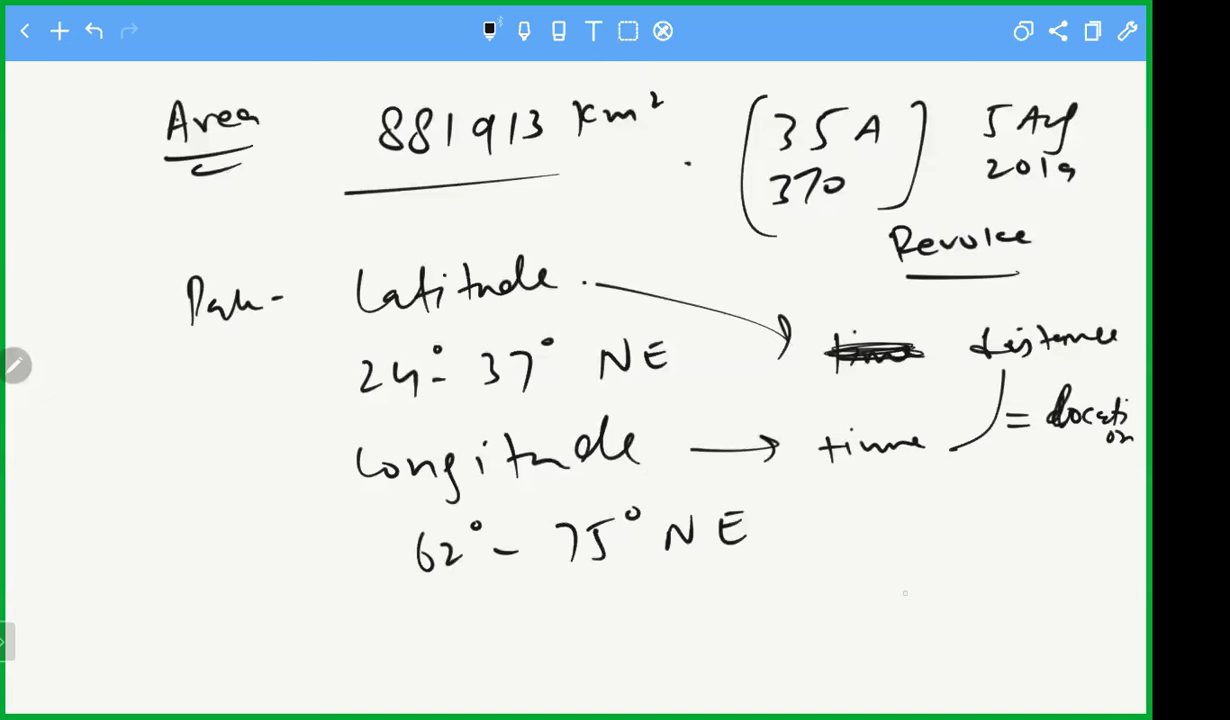 Area 881913 Km² . (35A 370) 5 Aug 2019
Revoke
Pak- Latitude . distance
24°- 37° NE
= Location
Longitude → time
62° - 75° NE